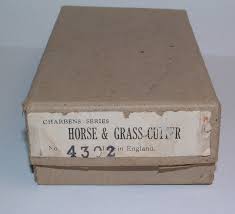 CHARBENS SERIES
HORSE & GRASS-CUTTER
No. 4302 in England.